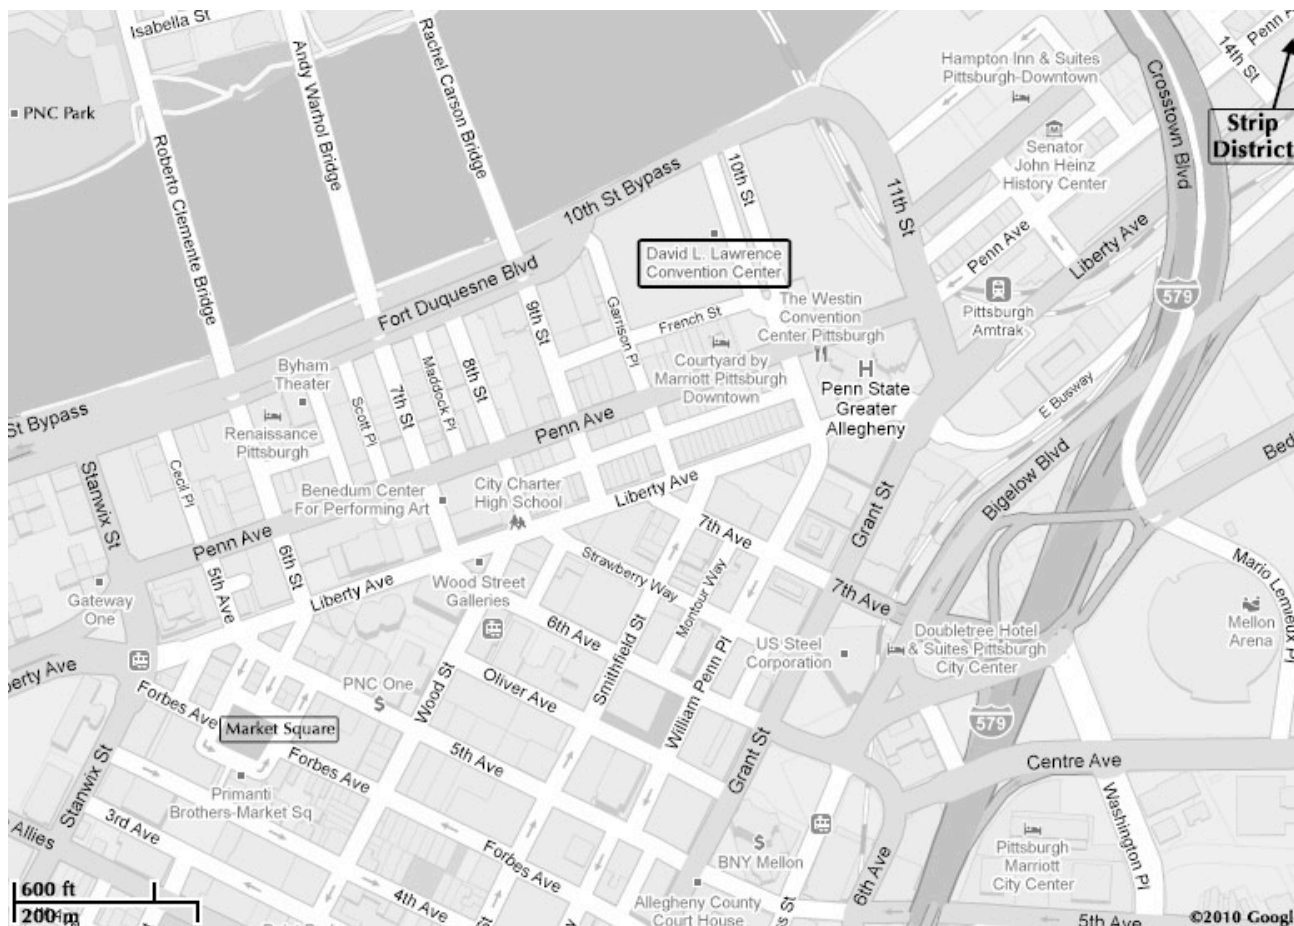 Isabella St
PNC Park
Roberto Clemente Bridge
Andy Warhol Bridge
Rachel Carson Bridge
10th St Bypass
Fort Duquesne Blvd
10th St
11th St
Hampton Inn & Suites
Pittsburgh-Downtown
Senator
John Heinz
History Center
Crosstown Blvd
14th St
Penn A
Strip
District
Penn Ave
Liberty Ave
579
Pittsburgh
Amtrak
David L. Lawrence
Convention Center
The Westin
Convention
Center Pittsburgh
French St
Garrison Pl
9th St
Courtyard by
Marriott Pittsburgh
Downtown
Penn State
Greater
Allegheny
E Busway
Bigelow Blvd
Bed
Byham
Theater
Renaissance
Pittsburgh
Scott Pl
7th St
Maddock Pl
8th St
Penn Ave
St Bypass
Stanwix St
Cecil Pl
Benedum Center
For Performing Art
City Charter
High School
Liberty Ave
Penn Ave
6th St
5th Ave
Liberty Ave
Gateway
One
Wood Street
Galleries
Strawberry Way
7th Ave
Montour Way
Grant St
7th Ave
Mario Lemieux Pl
Mellon
Arena
Doubletree Hotel
& Suites Pittsburgh
City Center
US Steel
Corporation
6th Ave
Smithfield St
William Penn Pl
Oliver Ave
Wood St
PNC One
berty Ave
Forbes Ave
Market Square
Forbes Ave
5th Ave
Grant St
579
Centre Ave
Washington Pl
Stanwix St
Primanti
Brothers-Market Sq
3rd Ave
Allies
4th Ave
Forbes Ave
BNY Mellon
Allegheny County
Court House
6th Ave
Pittsburgh
Marriott
City Center
5th Ave
600 ft
200 m
©2010 Googl